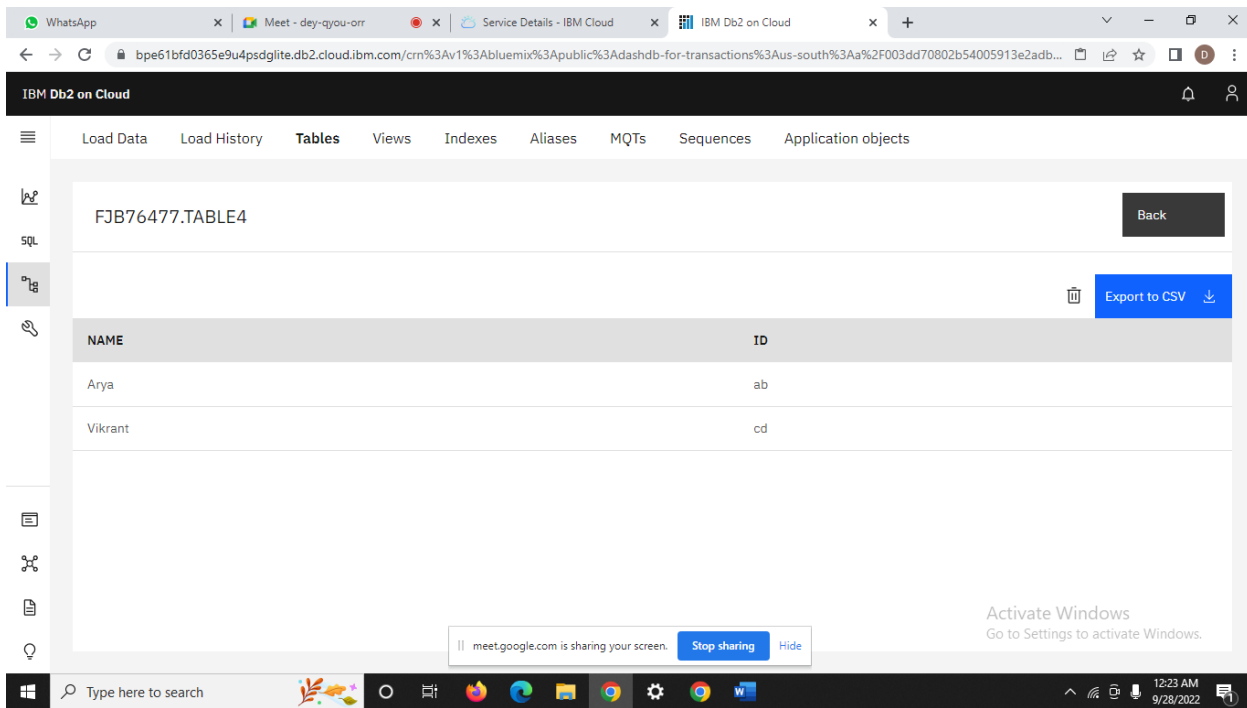 WhatsApp
Meet - dey-qyou-orr
Service Details - IBM Cloud
IBM Db2 on Cloud
bpe61bfd0365e9u4psdglite.db2.cloud.ibm.com/crn%3Av1%3Abluemix%3Apublic%3Adashdb-for-transactions%3Aus-south%3Aa%2F003dd70802b54005913e2adb...
D
IBM Db2 on Cloud
Load Data Load History Tables Views Indexes Aliases MQTs Sequences Application objects
FJB76477.TABLE4
Back
SQL
Export to CSV
NAME ID
Arya ab
Vikrant cd
Activate Windows
Go to Settings to activate Windows.
meet.google.com is sharing your screen. Stop sharing Hide
Type here to search
12:23 AM
9/28/2022
1